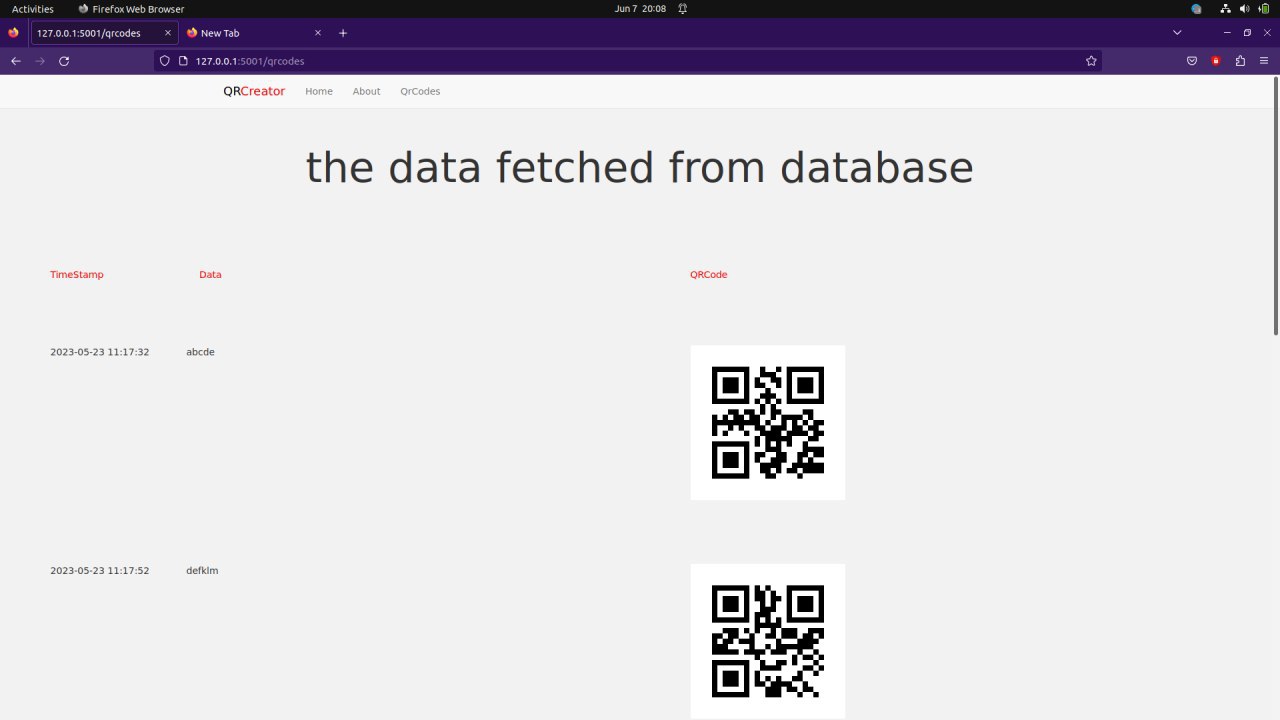 Activities Firefox Web Browser Jun 7 20:08
127.0.0.1:5001/qrcodes New Tab
127.0.0.1:5001/qrcodes
QRCreator Home About QrCodes
the data fetched from database
TimeStamp Data QRCode
2023-05-23 11:17:32 abcde
2023-05-23 11:17:52 defklm